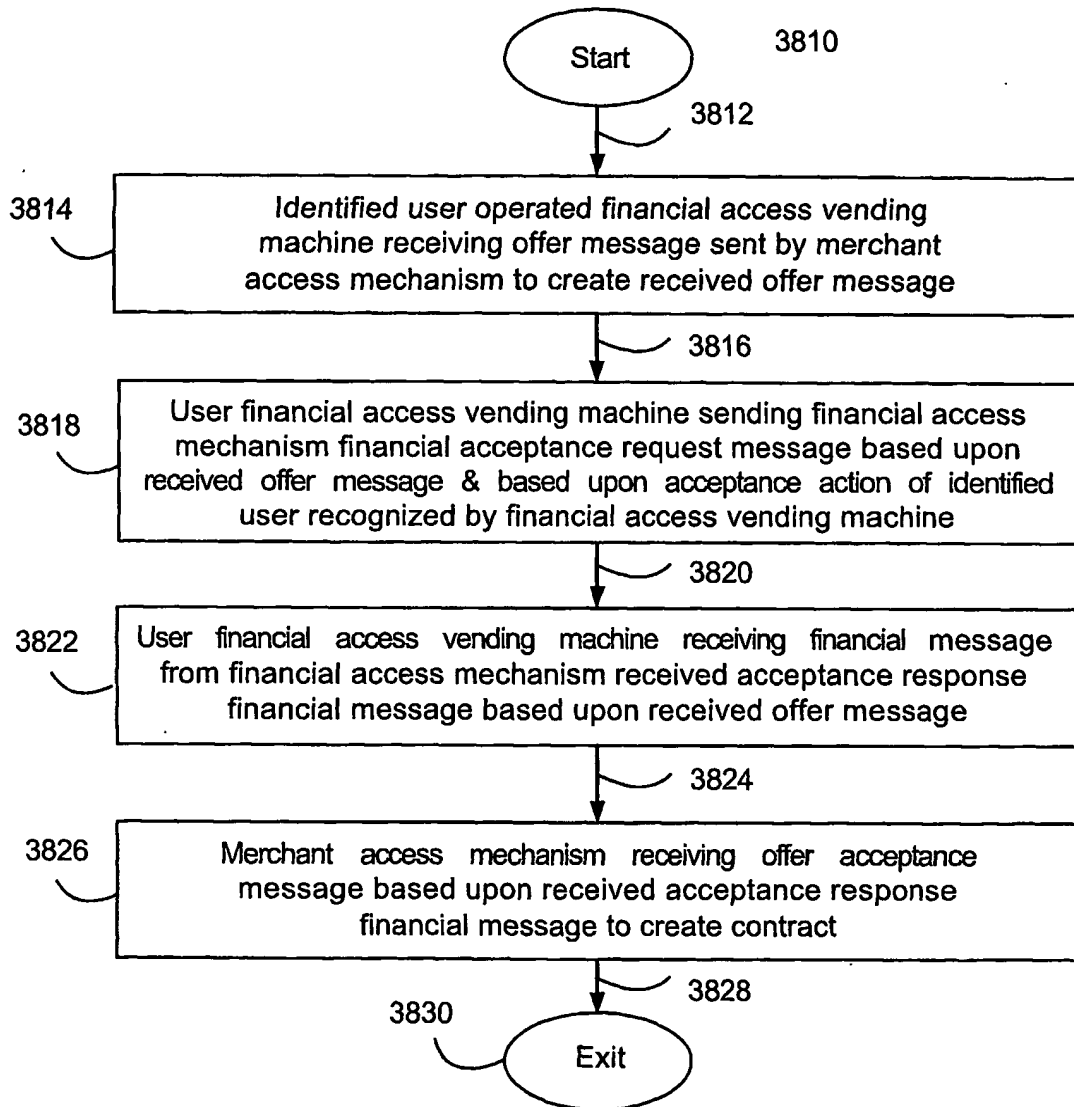 Start
3810
3812
3814
Identified user operated financial access vending
machine receiving offer message sent by merchant
access mechanism to create received offer message
3816
3818
User financial access vending machine sending financial access
mechanism financial acceptance request message based upon
received offer message & based upon acceptance action of identified
user recognized by financial access vending machine
3820
3822
User financial access vending machine receiving financial message
from financial access mechanism received acceptance response
financial message based upon received offer message
3824
3826
Merchant access mechanism receiving offer acceptance
message based upon received acceptance response
financial message to create contract
3828
3830
Exit